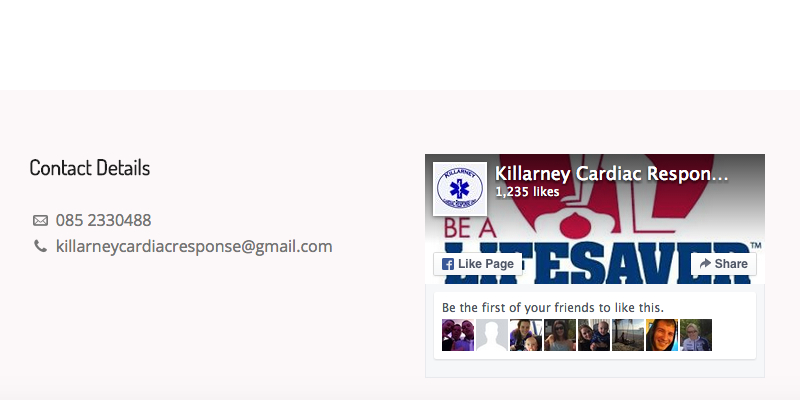 Contact Details
085 2330488
killarneycardiacresponse@gmail.com
KILLARNEY
Killarney Cardiac Respon...
1,235 likes
BE A
LIFESAVER™
Like Page
Share
Be the first of your friends to like this.